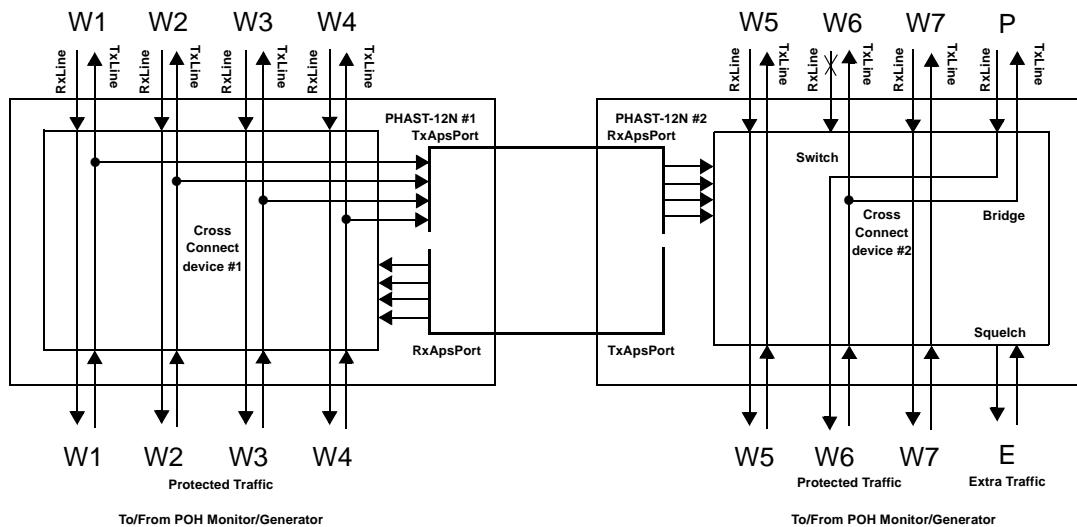 W1 W2 W3 W4
W5 W6 W7 P
RxLine TxLine RxLine TxLine RxLine TxLine RxLine TxLine
RxLine TxLine RxLine TxLine RxLine TxLine RxLine TxLine
PHAST-12N #1
TxApsPort
PHAST-12N #2
RxApsPort
Switch
Cross
Connect
device #1
Cross
Connect
device #2
Bridge
Squelch
RxApsPort
TxApsPort
W1 W2 W3 W4
Protected Traffic
To/From POH Monitor/Generator
W5 W6 W7 E
Protected Traffic
Extra Traffic
To/From POH Monitor/Generator